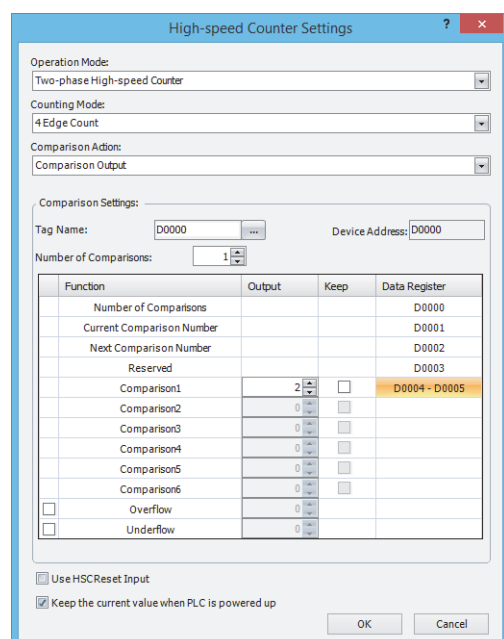 High-speed Counter Settings ? ×
Operation Mode:
Two-phase High-speed Counter
Counting Mode:
4 Edge Count
Comparison Action:
Comparison Output
Comparison Settings:
Tag Name: D0000 ... Device Address: D0000
Number of Comparisons: 1
Function Output Keep Data Register
Number of Comparisons D0000
Current Comparison Number D0001
Next Comparison Number D0002
Reserved D0003
Comparison1 2 D0004 - D0005
Comparison2 0
Comparison3 0
Comparison4 0
Comparison5 0
Comparison6 0
Overflow 0
Underflow 0
Use HSCReset Input
Keep the current value when PLC is powered up
OK Cancel